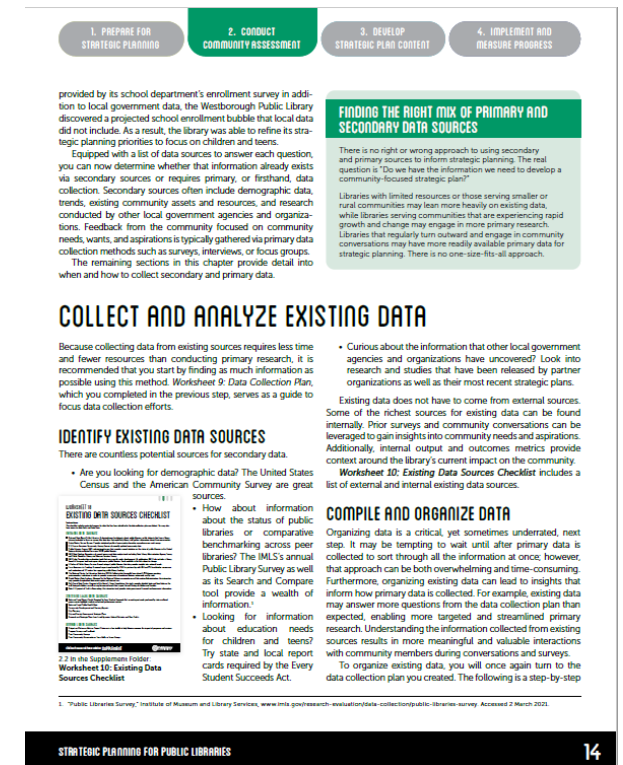 1. PREPARE FOR
STRATEGIC PLANNING
2. CONDUCT
COMMUNITY ASSESSMENT
3. DEVELOP
STRATEGIC PLAN CONTENT
4. IMPLEMENT AND
MEASURE PROGRESS
provided by its school department's enrollment survey in addi-
tion to local government data, the Westborough Public Library
discovered a projected school enrollment bubble that local data
did not include. As a result, the library was able to refine its stra-
tegic planning priorities to focus on children and teens.
Equipped with a list of data sources to answer each question,
you can now determine whether that information already exists
via secondary sources or requires primary, or firsthand, data
collection. Secondary sources often include demographic data,
trends, existing community assets and resources, and research
conducted by other local government agencies and organiza-
tions. Feedback from the community focused on community
needs, wants, and aspirations is typically gathered via primary data
collection methods such as surveys, interviews, or focus groups.
The remaining sections in this chapter provide detail into
when and how to collect secondary and primary data.
FINDING THE RIGHT MIX OF PRIMARY AND
SECONDARY DATA SOURCES
There is no right or wrong approach to using secondary
and primary sources to inform strategic planning. The real
question is "Do we have the information we need to develop a
community-focused strategic plan?"
Libraries with limited resources or those serving smaller or
rural communities may lean more heavily on existing data,
while libraries serving communities that are experiencing rapid
growth and change may engage in more primary research.
Libraries that regularly turn outward and engage in community
conversations may have more readily available primary data for
strategic planning. There is no one-size-fits-all approach.
COLLECT AND ANALYZE EXISTING DATA
Because collecting data from existing sources requires less time
and fewer resources than conducting primary research, it is
recommended that you start by finding as much information as
possible using this method. Worksheet 9: Data Collection Plan,
which you completed in the previous step, serves as a guide to
focus data collection efforts.
IDENTIFY EXISTING DATA SOURCES
There are countless potential sources for secondary data.
• Are you looking for demographic data? The United States
Census and the American Community Survey are great
sources.
• How about information
about the status of public
libraries or comparative
benchmarking across peer
libraries? The IMLS's annual
Public Library Survey as well
as its Search and Compare
tool provide a wealth of
information.¹
• Looking for information
about education needs
for children and teens?
Try state and local report
cards required by the Every
Student Succeeds Act.
EXISTING DATA SOURCES CHECKLIST
2.2 in the Supplement Folder:
Worksheet 10: Existing Data
Sources Checklist
• Curious about the information that other local government
agencies and organizations have uncovered? Look into
research and studies that have been released by partner
organizations as well as their most recent strategic plans.
Existing data does not have to come from external sources.
Some of the richest sources for existing data can be found
internally. Prior surveys and community conversations can be
leveraged to gain insights into community needs and aspirations.
Additionally, internal output and outcomes metrics provide
context around the library's current impact on the community.
Worksheet 10: Existing Data Sources Checklist includes a
list of external and internal existing data sources.
COMPILE AND ORGANIZE DATA
Organizing data is a critical, yet sometimes underrated, next
step. It may be tempting to wait until after primary data is
collected to sort through all the information at once; however,
that approach can be both overwhelming and time-consuming.
Furthermore, organizing existing data can lead to insights that
inform how primary data is collected. For example, existing data
may answer more questions from the data collection plan than
expected, enabling more targeted and streamlined primary
research. Understanding the information collected from existing
sources results in more meaningful and valuable interactions
with community members during conversations and surveys.
To organize existing data, you will once again turn to the
data collection plan you created. The following is a step-by-step
1. "Public Libraries Survey," Institute of Museum and Library Services, www.imls.gov/research-evaluation/data-collection/public-libraries-survey. Accessed 2 March 2021.
STRATEGIC PLANNING FOR PUBLIC LIBRARIES
14